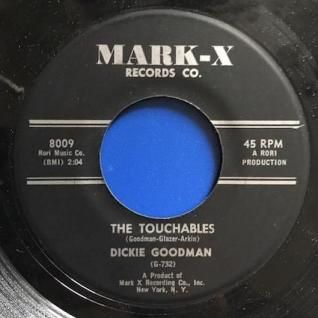 MARK-X
RECORDS CO.
8009
Rori Music Co.
(BMI) 2:04
45 RPM
A RORI
PRODUCTION
THE TOUCHABLES
(Goodman-Glazer-Arkin)
DICKIE GOODMAN
(G-732)
A Product of
Mark X Recording Co., Inc.
New York, N. Y.